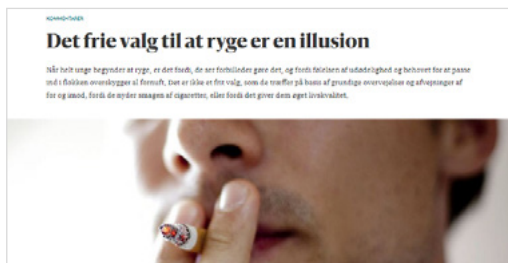 KOMMENTARER
Det frie valg til at ryge er en illusion
Når helt unge begynder at ryge, er det fordi, de ser forbilleder gøre det, og fordi følelsen af udødelighed og behovet for at passe
ind i flokken overskygger al fornuft. Det er ikke et frit valg, som de træffer på basis af grundige overvejelser og afvejninger af
for og imod, fordi de nyder smagen af cigaretter, eller fordi det giver dem øget livskvalitet.